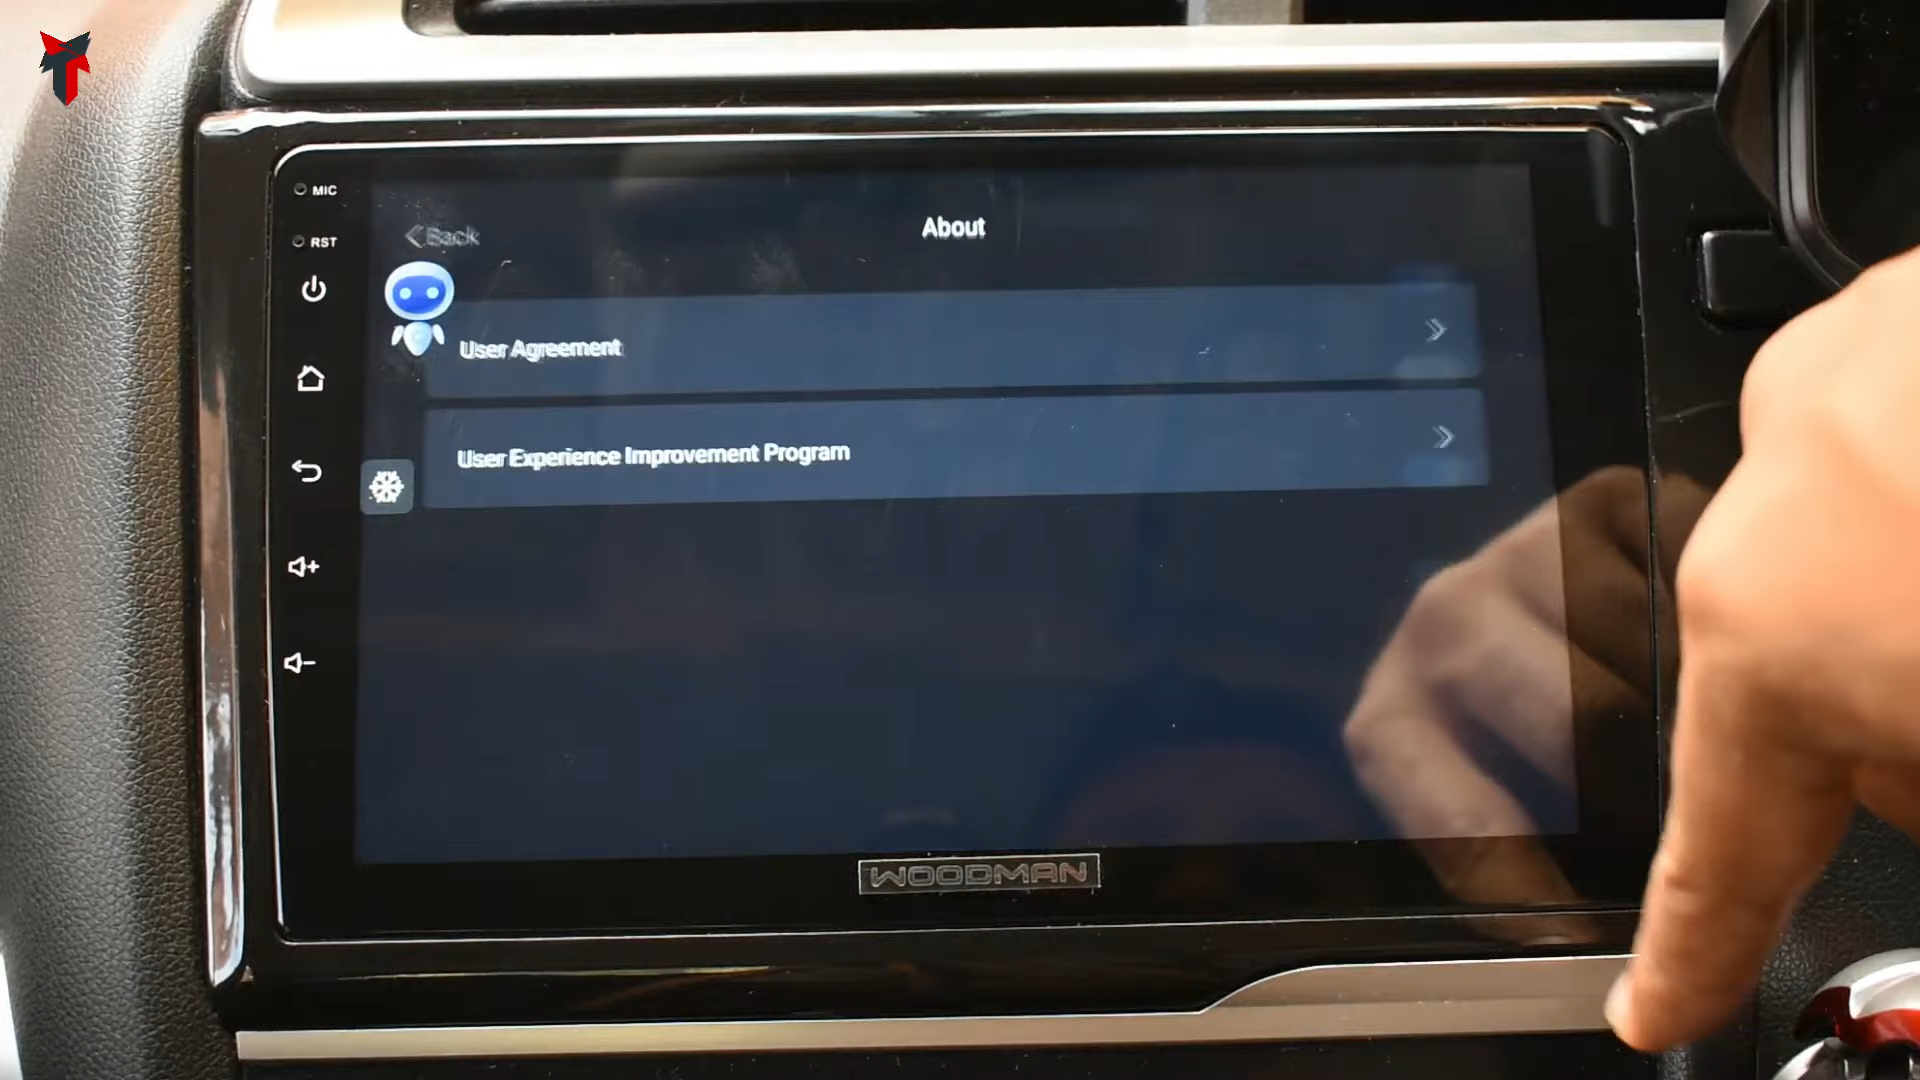 MIC
RST
Back
About
User Agreement
User Experience Improvement Program
WOODMAN